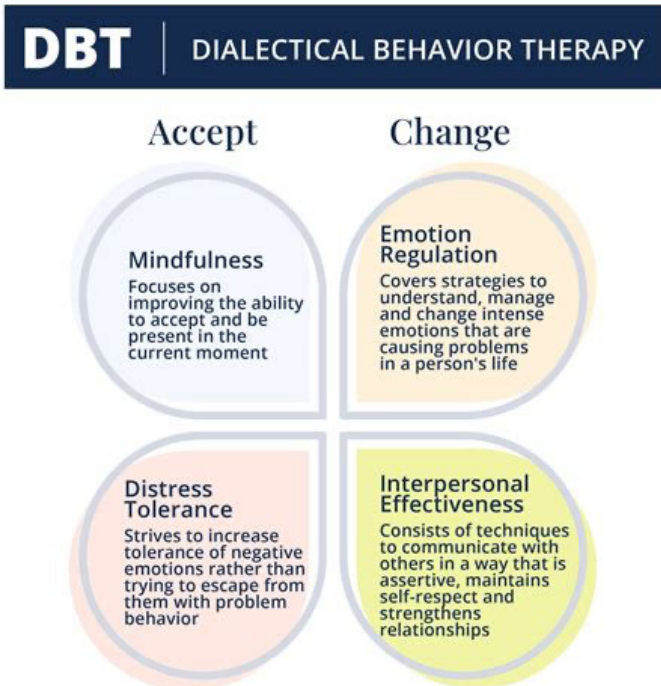 DBT | DIALECTICAL BEHAVIOR THERAPY
Accept
Change
Mindfulness
Focuses on
improving the ability
to accept and be
present in the
current moment
Emotion
Regulation
Covers strategies to
understand, manage
and change intense
emotions that are
causing problems
in a person's life
Distress
Tolerance
Strives to increase
tolerance of negative
emotions rather than
trying to escape from
them with problem
behavior
Interpersonal
Effectiveness
Consists of techniques
to communicate with
others in a way that is
assertive, maintains
self-respect and
strengthens
relationships